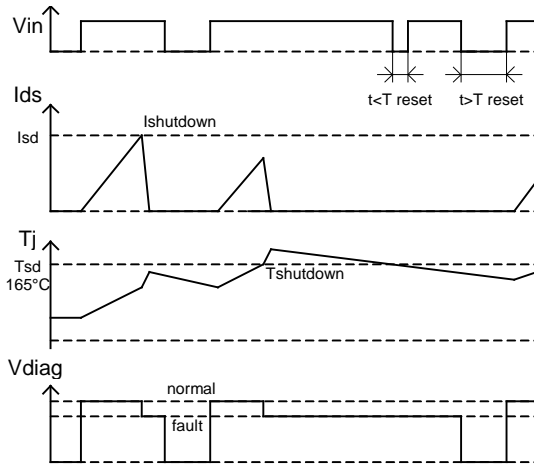 Vin
t<T reset
t>T reset
Ids
Ishutdown
Isd
Tj
Tsd
165°C
Tshutdown
Vdiag
normal
fault